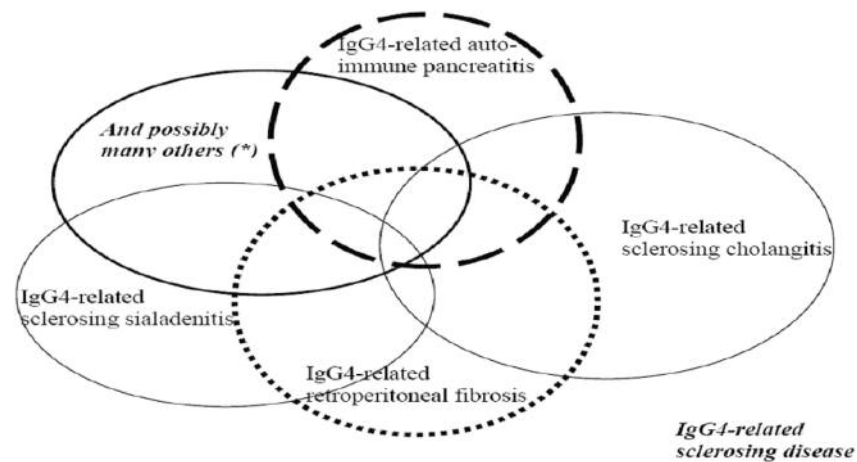 IgG4-related auto-
immune pancreatitis
And possibly
many others (*)
IgG4-related
sclerosing cholangitis
IgG4-related
sclerosing sialadenitis
IgG4-related
retroperitoneal fibrosis
IgG4-related
sclerosing disease